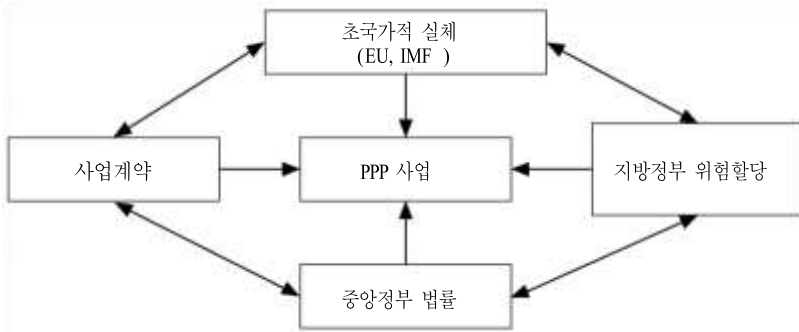 초국가적 실체
(EU, IMF )
사업계약
PPP 사업
지방정부 위험할당
중앙정부 법률